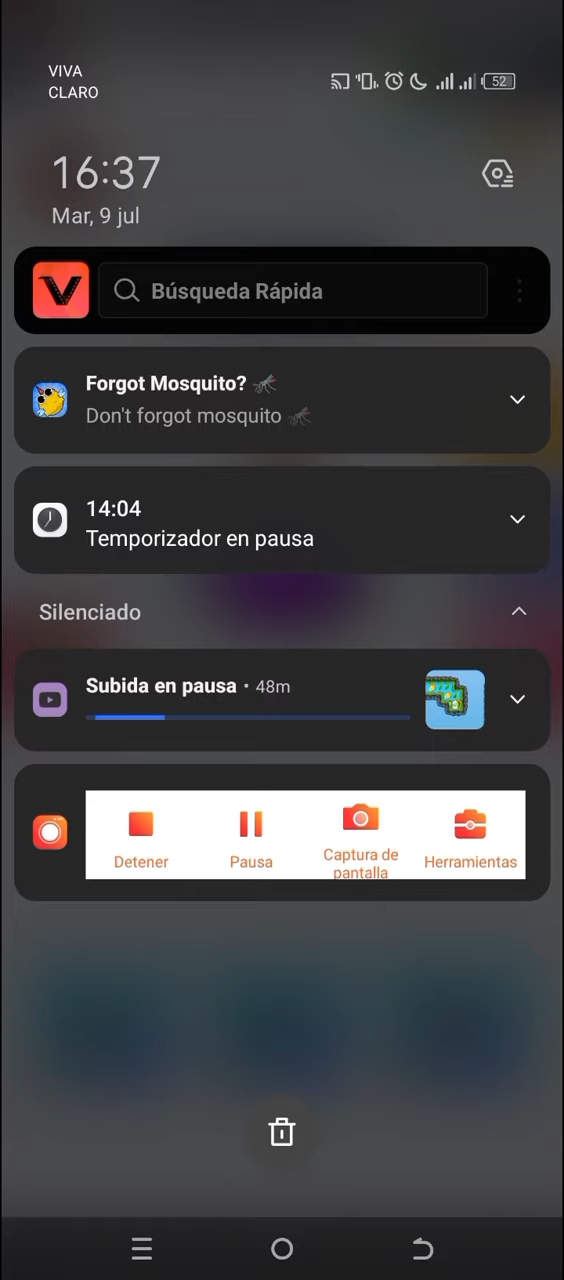 VIVA
CLARO
52
16:37
Mar, 9 jul
Búsqueda Rápida
Forgot Mosquito? 🦟
Don't forgot mosquito 🦟
14:04
Temporizador en pausa
Silenciado
Subida en pausa • 48m
Detener
Pausa
Captura de
pantalla
Herramientas